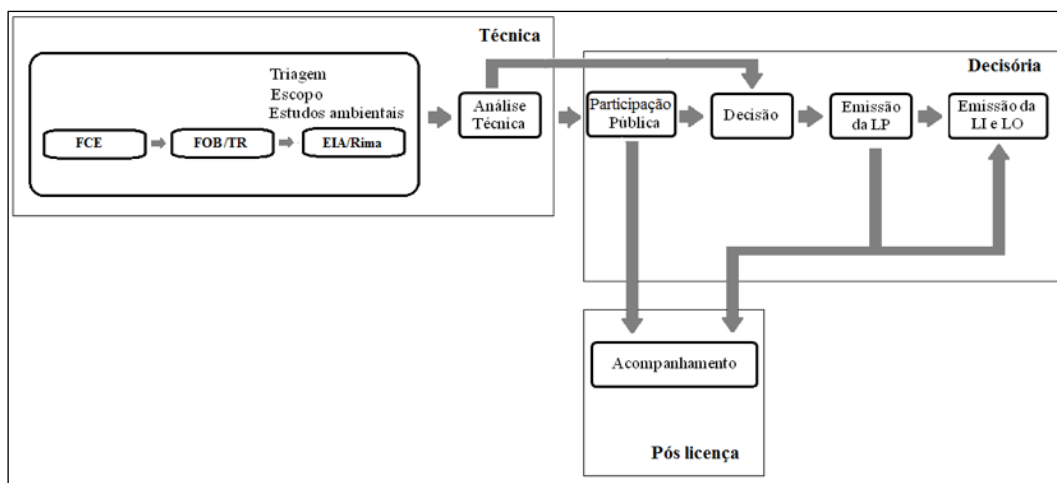 Técnica
Triagem
Escopo
Estudos ambientais
FCE
FOB/TR
EIA/Rima
Análise
Técnica
Decisória
Participação
Pública
Decisão
Emissão
da LP
Emissão da
LI e LO
Acompanhamento
Pós licença